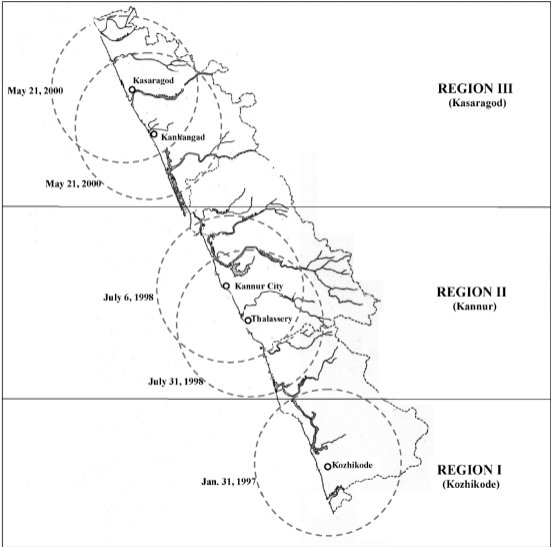 Kasaragod
May 21, 2000
REGION III
(Kasaragod)
Kankangad
May 21, 2000
Kannur City
REGION II
July 6, 1998
(Kannur)
Thalassery
July 31, 1998
Kozhikode
REGION I
Jan. 31, 1997
(Kozhikode)